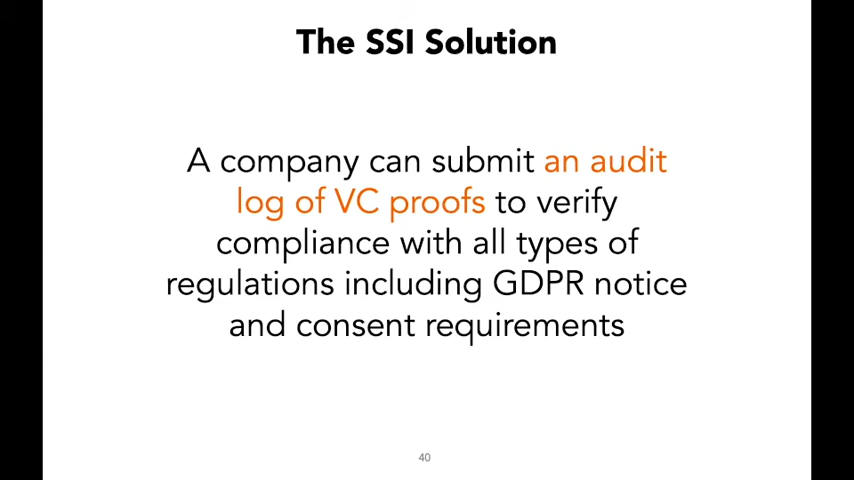 The SSI Solution
A company can submit an audit
log of VC proofs to verify
compliance with all types of
regulations including GDPR notice
and consent requirements
40